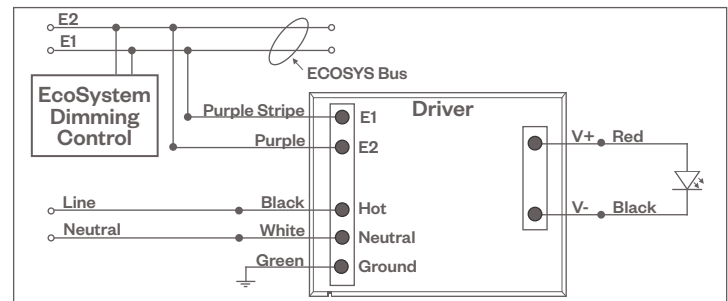 E2
E1
ECOSYS Bus
EcoSystem
Dimming
Control
Driver
Purple Stripe
E1
Purple
E2
V+
Red
Line
Black
Hot
V-
Black
Neutral
White
Neutral
Green
Ground